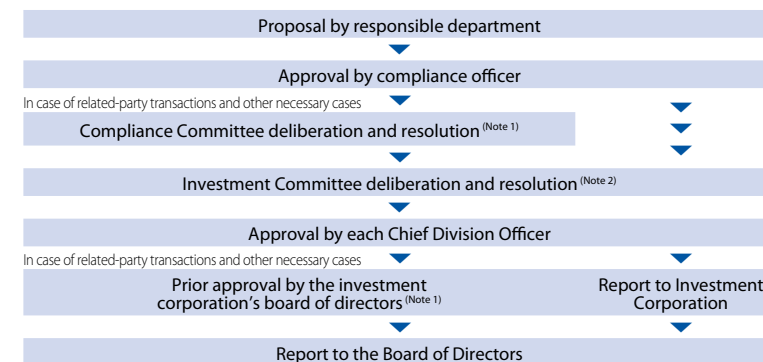 Proposal by responsible department
Approval by compliance officer
In case of related-party transactions and other necessary cases
Compliance Committee deliberation and resolution (Note 1)
Investment Committee deliberation and resolution (Note 2)
Approval by each Chief Division Officer
In case of related-party transactions and other necessary cases
Prior approval by the investment
corporation's board of directors (Note 1)
Report to Investment
Corporation
Report to the Board of Directors